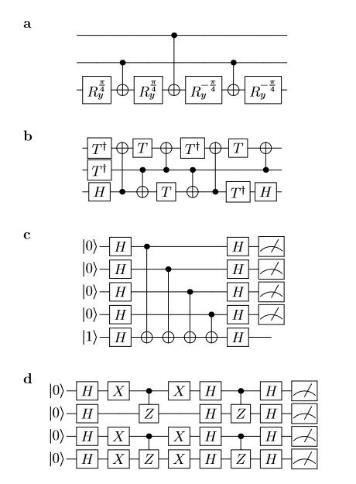 a
R_y^{π/4} R_y^{π/4} R_y^{-π/4} R_y^{-π/4}
b
T† T T† T
T†
H T T† H
c
|0⟩ H H
|0⟩ H H
|0⟩ H H
|0⟩ H H
|1⟩ H H
d
|0⟩ H X X H H
|0⟩ H Z H Z H
|0⟩ H X X H H
|0⟩ H X Z X H Z H